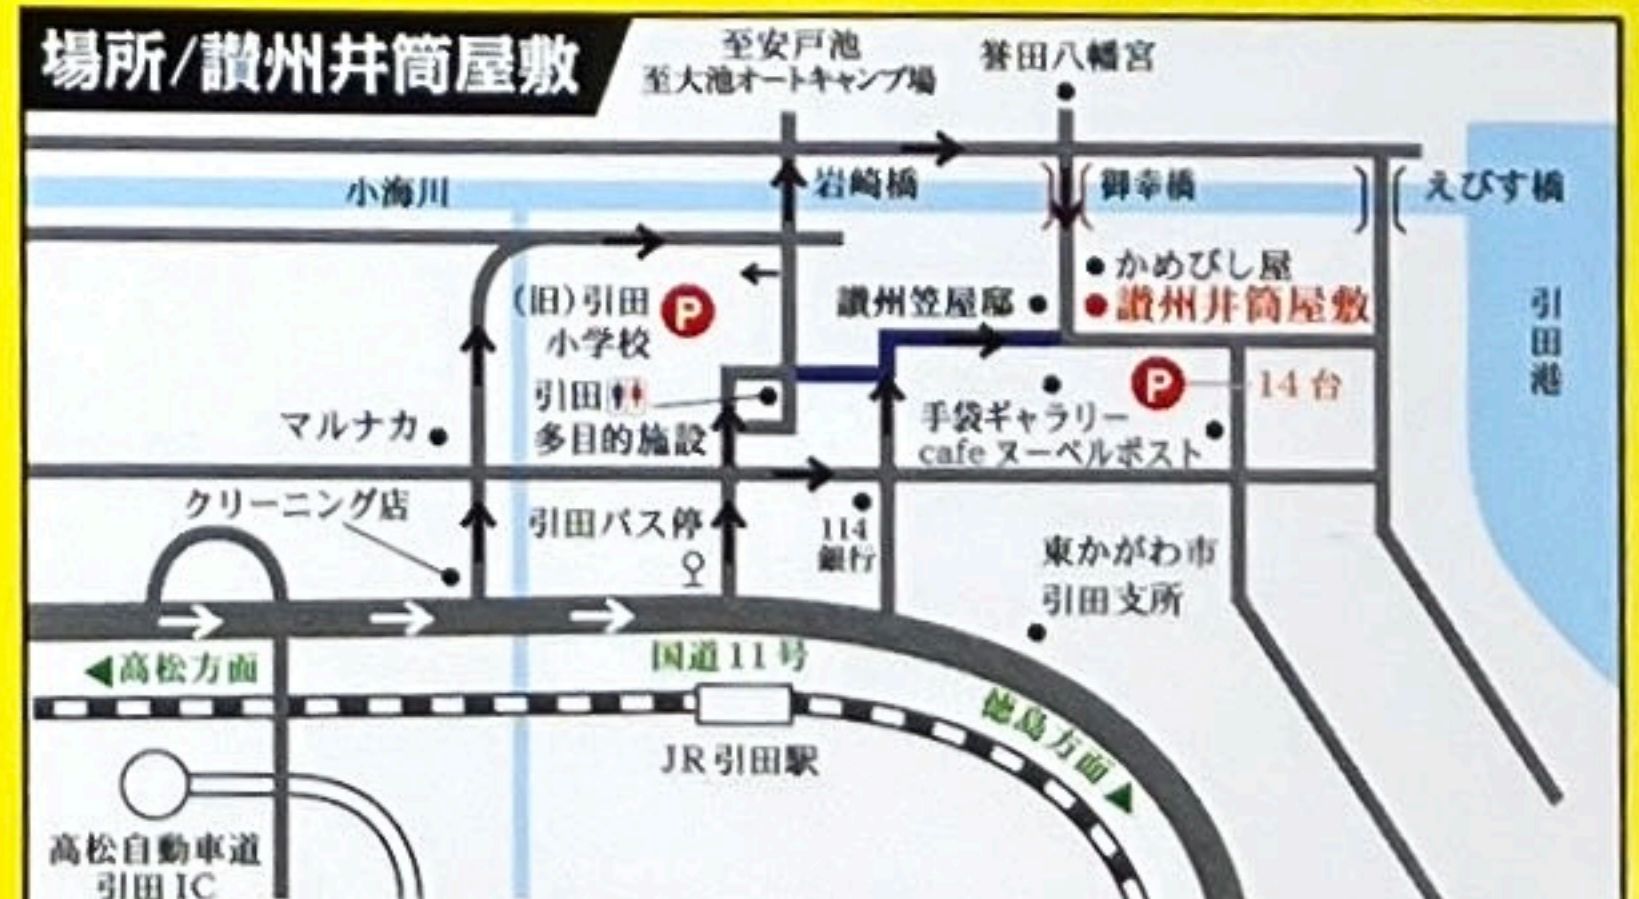 場所/讃州井筒屋敷
至安戸池
至大池オートキャンプ場
誉田八幡宮
小海川
岩崎橋
御幸橋
えびす橋
かめびし屋
讃州笠屋邸
讃州井筒屋敷
(旧)引田
小学校
P
引田港
引田
多目的施設
P
14台
マルナカ
手袋ギャラリー
cafe ヌーベルポスト
クリーニング店
引田バス停
114
銀行
東かがわ市
引田支所
高松方面
国道11号
徳島方面
JR引田駅
高松自動車道
引田IC